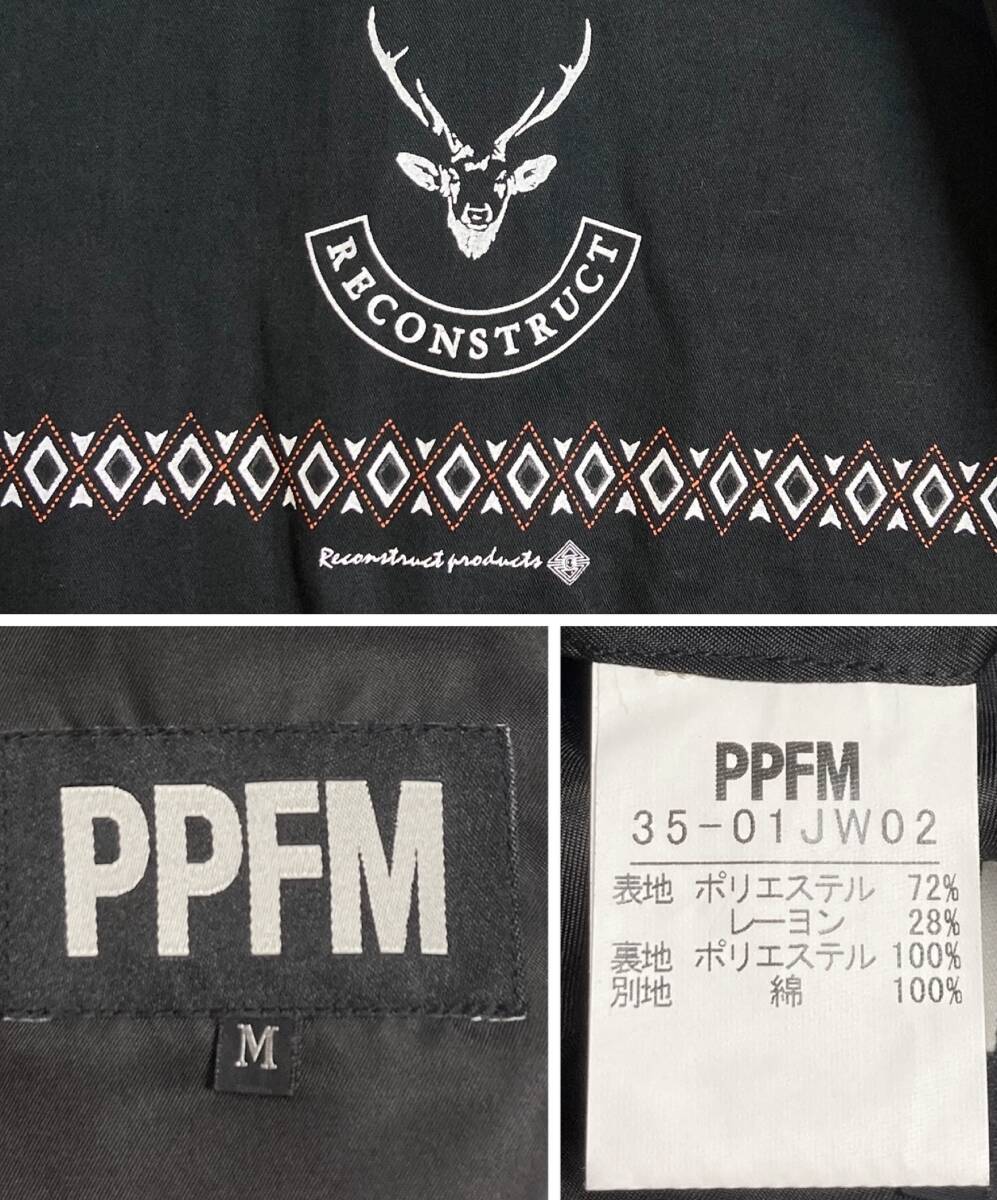 RECONSTRUCT
Reconstruct products
PPFM
M
PPFM
35-01JW02
表地 ポリエステル 72%
レーヨン 28%
裏地 ポリエステル 100%
別地 綿 100%